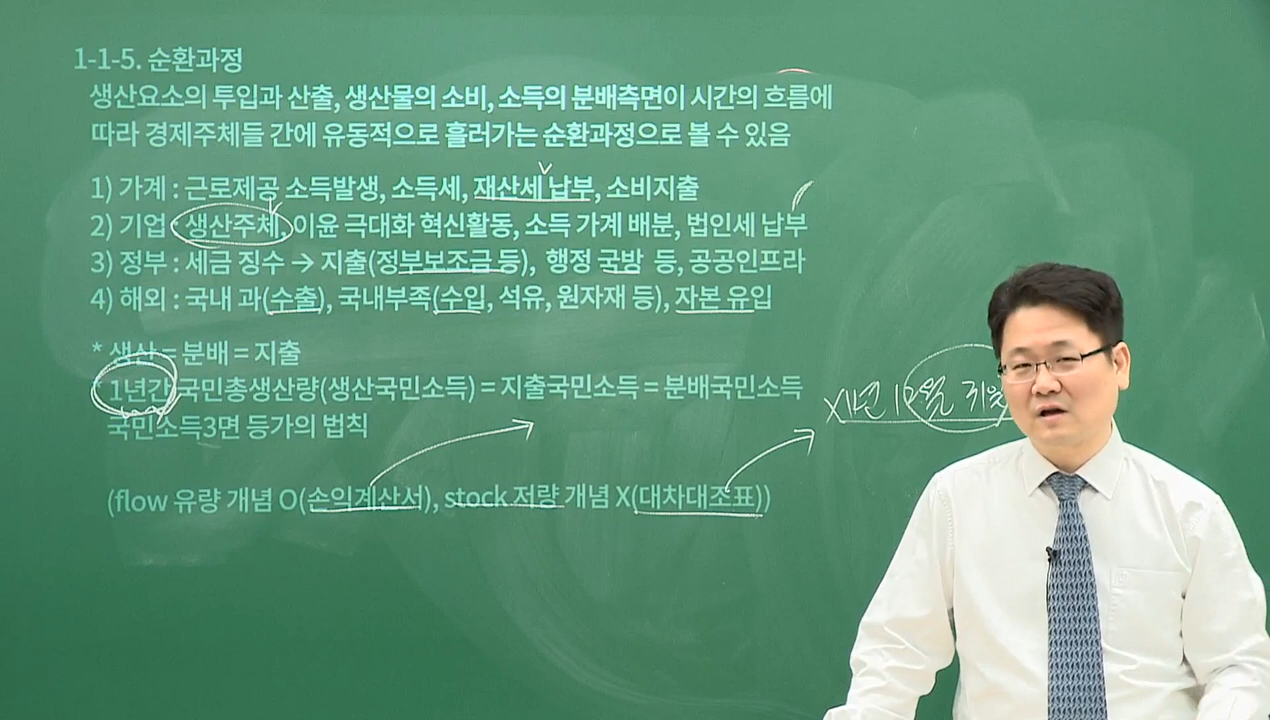 1-1-5. 순환과정
생산요소의 투입과 산출, 생산물의 소비, 소득의 분배측면이 시간의 흐름에
따라 경제주체들 간에 유동적으로 흘러가는 순환과정으로 볼 수 있음
1) 가계 : 근로제공 소득발생, 소득세, 재산세 납부, 소비지출
2) 기업 : 생산주체, 이윤 극대화 혁신활동, 소득 가계 배분, 법인세 납부
3) 정부 : 세금 징수 → 지출(정부보조금 등), 행정 국방 등, 공공인프라
4) 해외 : 국내 과(수출), 국내부족(수입, 석유, 원자재 등), 자본 유입
* 생산 = 분배 = 지출
* 1년간 국민총생산량(생산국민소득) = 지출국민소득 = 분배국민소득
X1년 12월 31일
국민소득3면 등가의 법칙
(flow 유량 개념 O(손익계산서), stock 저량 개념 X(대차대조표))